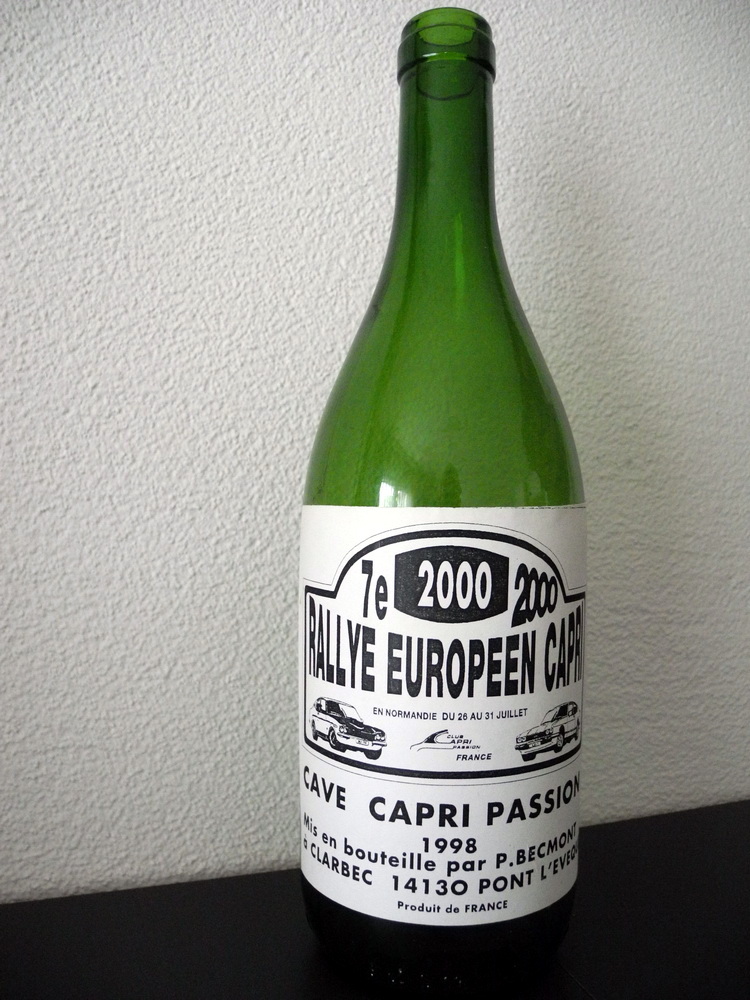 7e 2000 2000
RALLYE EUROPEEN CAPRI
EN NORMANDIE DU 26 AU 31 JUILLET
CLUB
CAPRI
PASSION
FRANCE
CAVE CAPRI PASSION
1998
Mis en bouteille par P.BECMONT
à CLARBEC 14130 PONT L'EVEQ
Produit de FRANCE